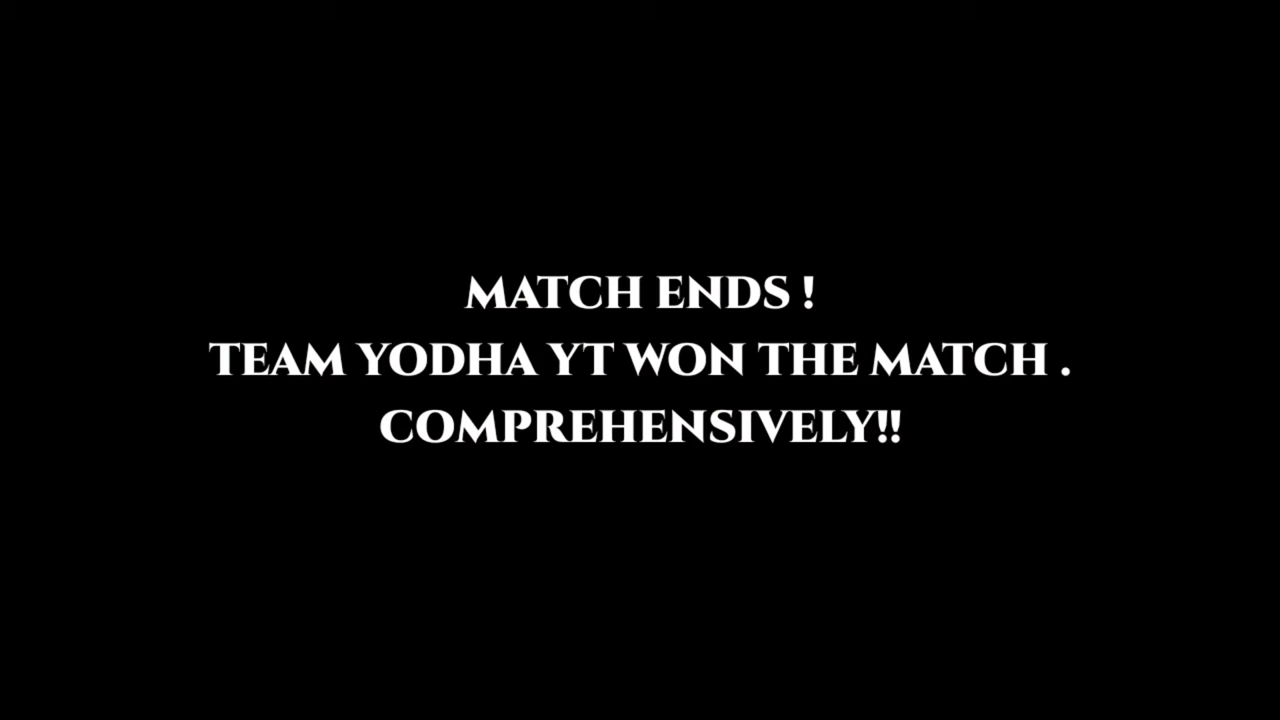 MATCH ENDS !
TEAM YODHA YT WON THE MATCH .
COMPREHENSIVELY!!